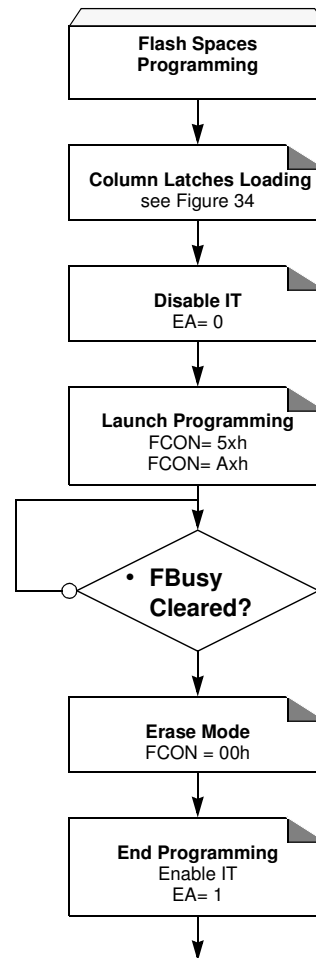 Flash Spaces
Programming
Column Latches Loading
see Figure 34
Disable IT
EA= 0
Launch Programming
FCON= 5xh
FCON= Axh
• FBusy
Cleared?
Erase Mode
FCON = 00h
End Programming
Enable IT
EA= 1